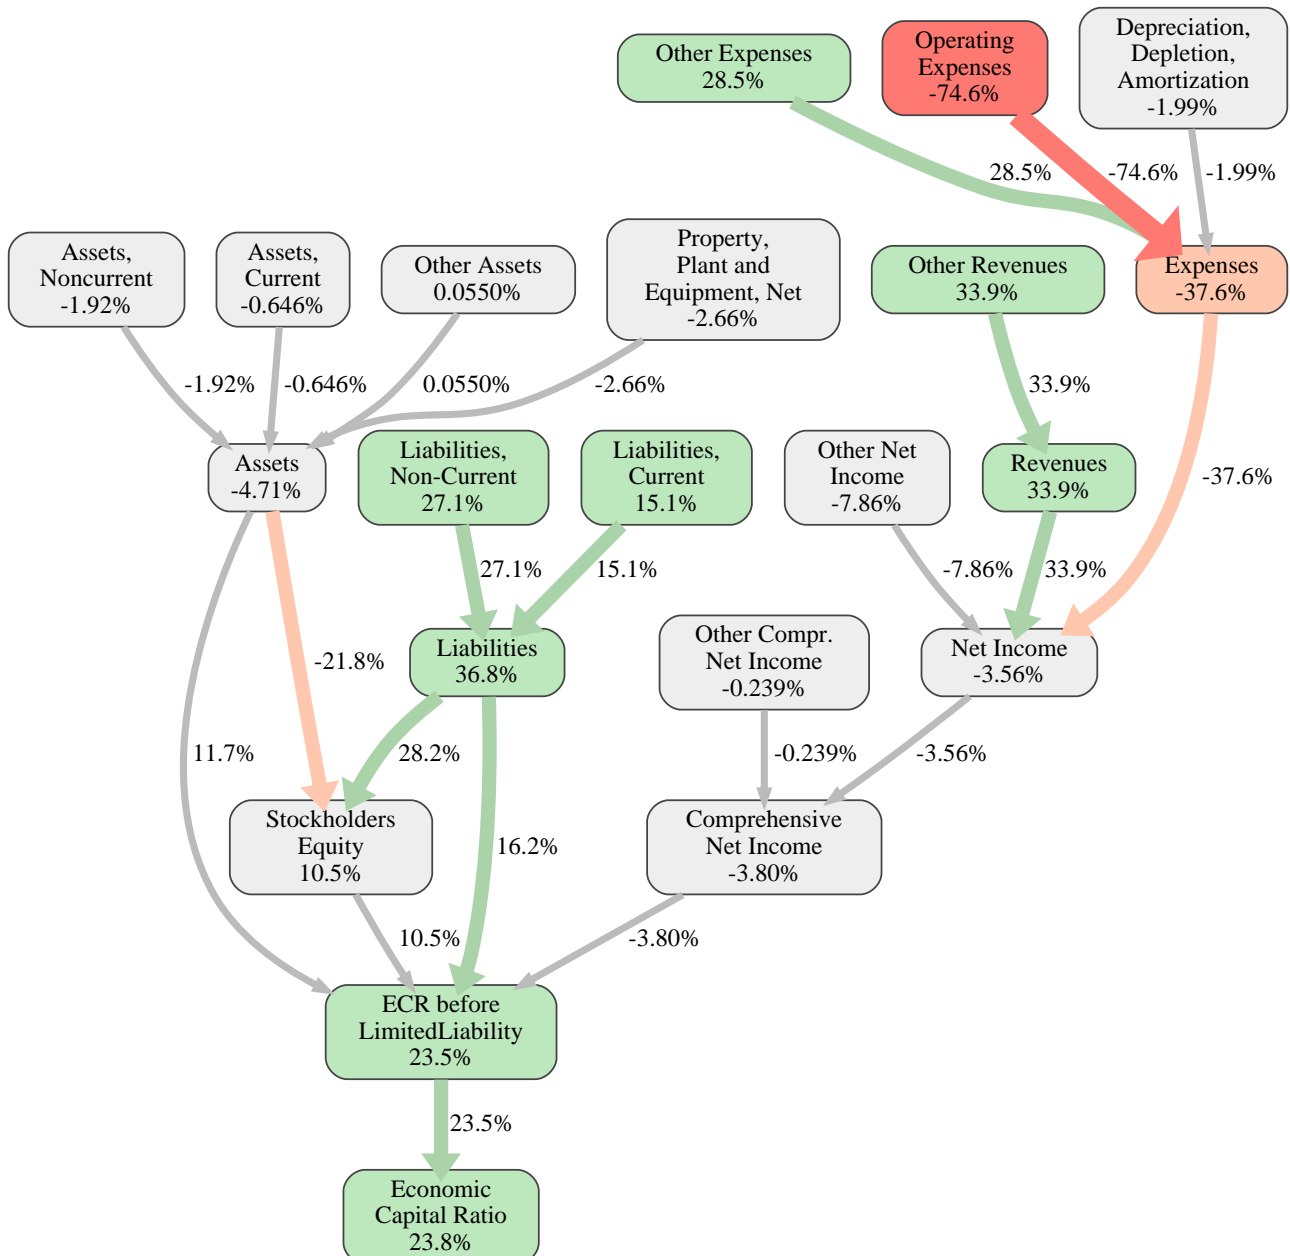 Other Expenses
28.5%
Operating
Expenses
-74.6%
Depreciation,
Depletion,
Amortization
-1.99%
28.5%
-74.6%
-1.99%
Assets,
Noncurrent
-1.92%
Assets,
Current
-0.646%
Other Assets
0.0550%
Property,
Plant and
Equipment, Net
-2.66%
Other Revenues
33.9%
Expenses
-37.6%
-1.92%
-0.646%
0.0550%
-2.66%
33.9%
Assets
-4.71%
Liabilities,
Non-Current
27.1%
Liabilities,
Current
15.1%
Other Net
Income
-7.86%
Revenues
33.9%
-37.6%
27.1%
15.1%
-7.86%
33.9%
-21.8%
Liabilities
36.8%
Other Compr.
Net Income
-0.239%
Net Income
-3.56%
11.7%
28.2%
-0.239%
-3.56%
Stockholders
Equity
10.5%
16.2%
Comprehensive
Net Income
-3.80%
10.5%
-3.80%
ECR before
LimitedLiability
23.5%
23.5%
Economic
Capital Ratio
23.8%